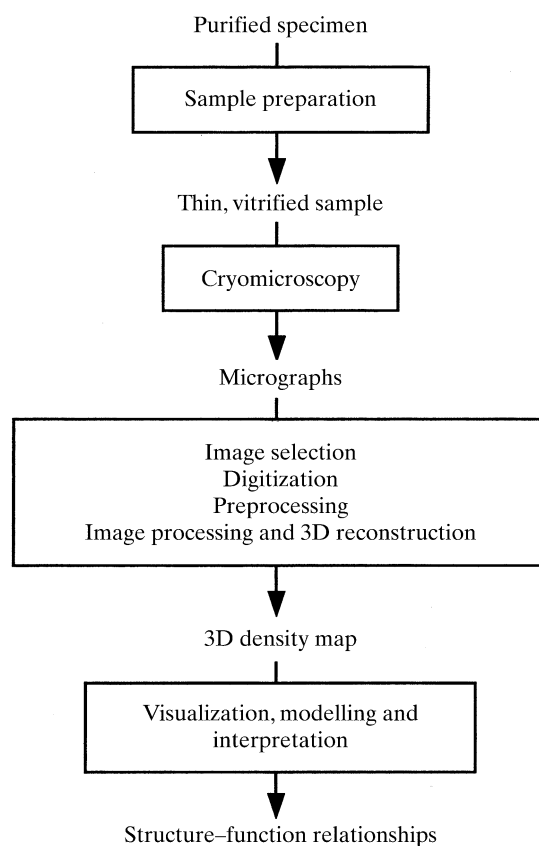 Purified specimen
Sample preparation
Thin, vitrified sample
Cryomicroscopy
Micrographs
Image selection
Digitization
Preprocessing
Image processing and 3D reconstruction
3D density map
Visualization, modelling and
interpretation
Structure–function relationships